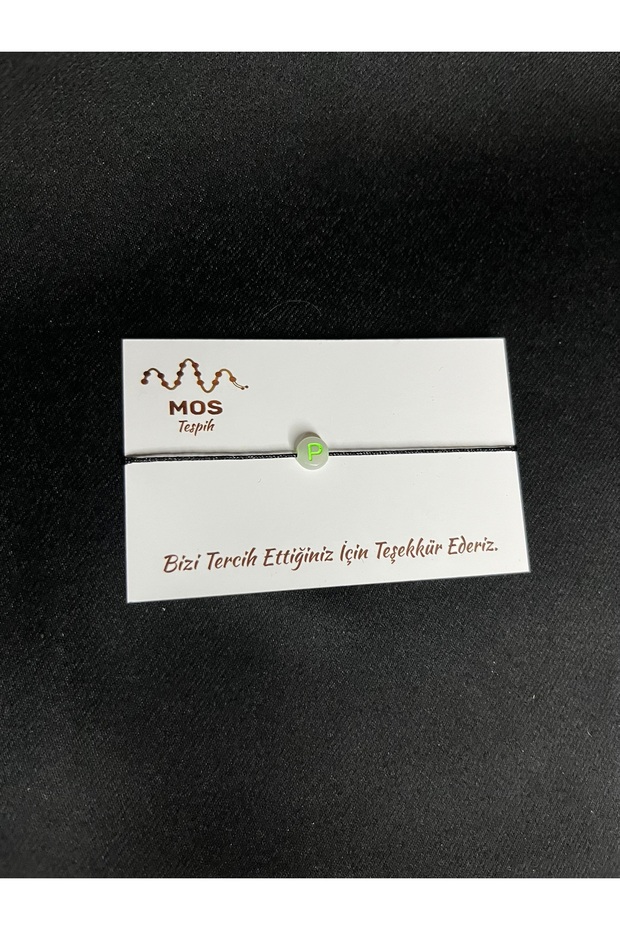 MOS
Tespih
P
Bizi Tercih Ettiğiniz İçin Teşekkür Ederiz.